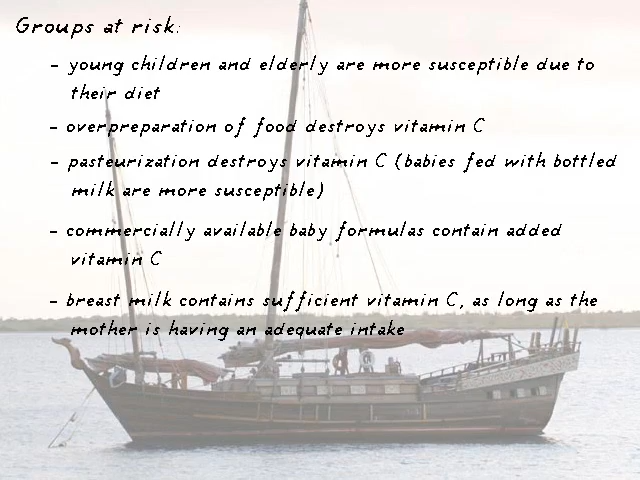 Groups at risk:
- young children and elderly are more susceptible due to
their diet
- overpreparation of food destroys vitamin C
- pasteurization destroys vitamin C (babies fed with bottled
milk are more susceptible)
- commercially available baby formulas contain added
vitamin C
- breast milk contains sufficient vitamin C, as long as the
mother is having an adequate intake